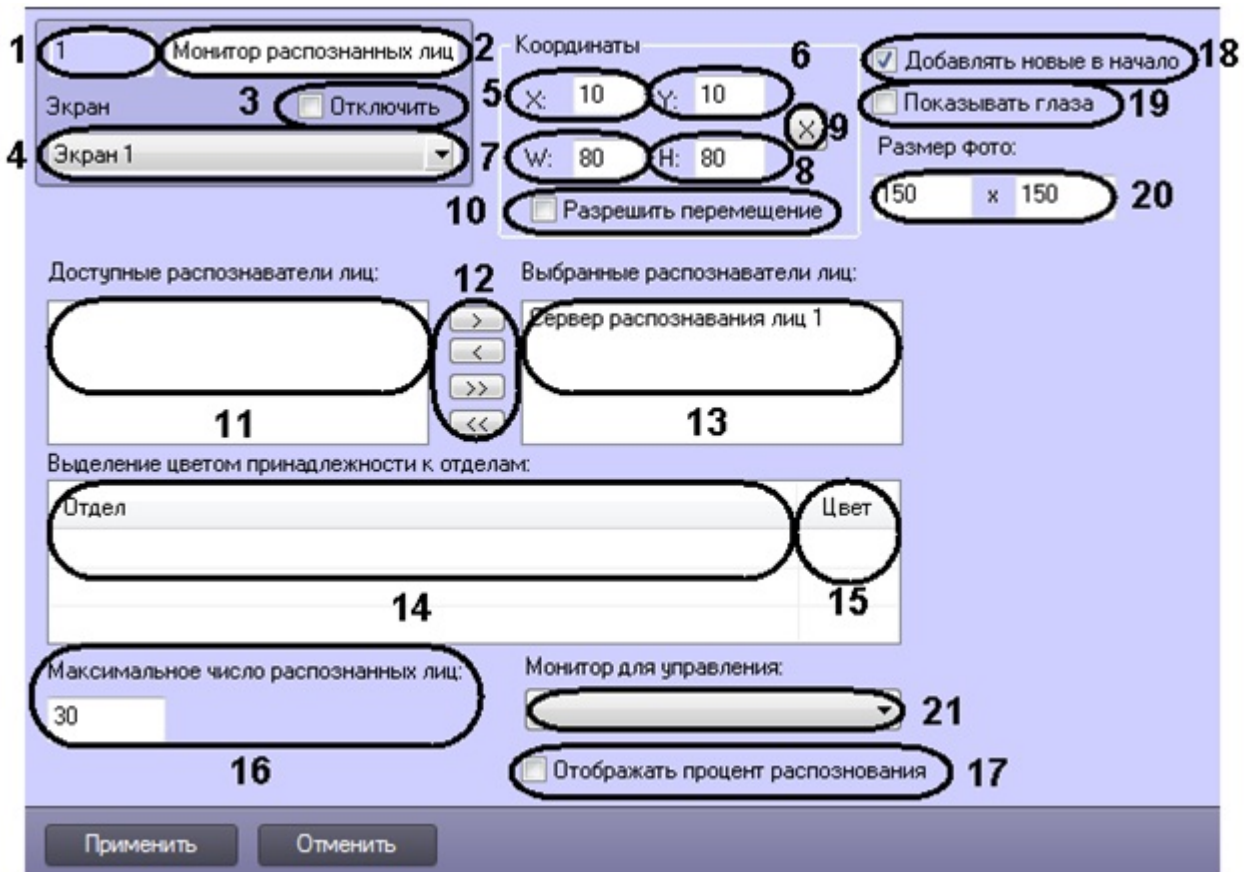 1 1 Монитор распознанных лиц 2
Экран 3 Отключить
4 Экран 1
Координаты 6
5 X: 10 Y: 10
9
7 W: 80 H: 80 8
10 Разрешить перемещение
Добавлять новые в начало 18
Показывать глаза 19
Размер фото:
150 x 150 20
Доступные распознаватели лиц: 12 Выбранные распознаватели лиц:
> Сервер распознавания лиц 1
<
>>
<<
11 13
Выделение цветом принадлежности к отделам:
Отдел Цвет
14 15
Максимальное число распознанных лиц:
30
16
Монитор для управления:
21
Отображать процент распознования 17
Применить Отменить